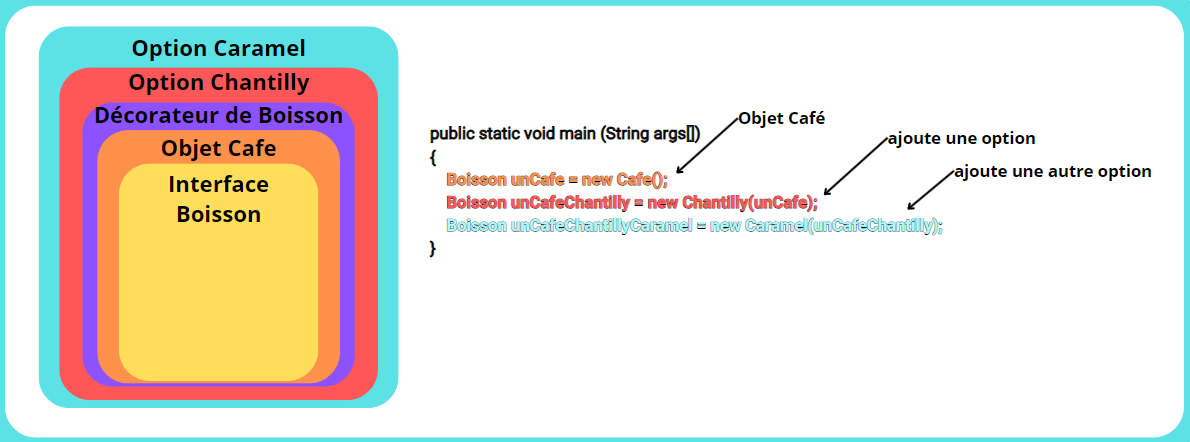 Option Caramel
Option Chantilly
Décorateur de Boisson
Objet Cafe
Interface
Boisson
public static void main (String args[])
{
Boisson unCafe = new Cafe();
Boisson unCafeChantilly = new Chantilly(unCafe);
Boisson unCafeChantillyCaramel = new Caramel(unCafeChantilly);
}
Objet Café
ajoute une option
ajoute une autre option